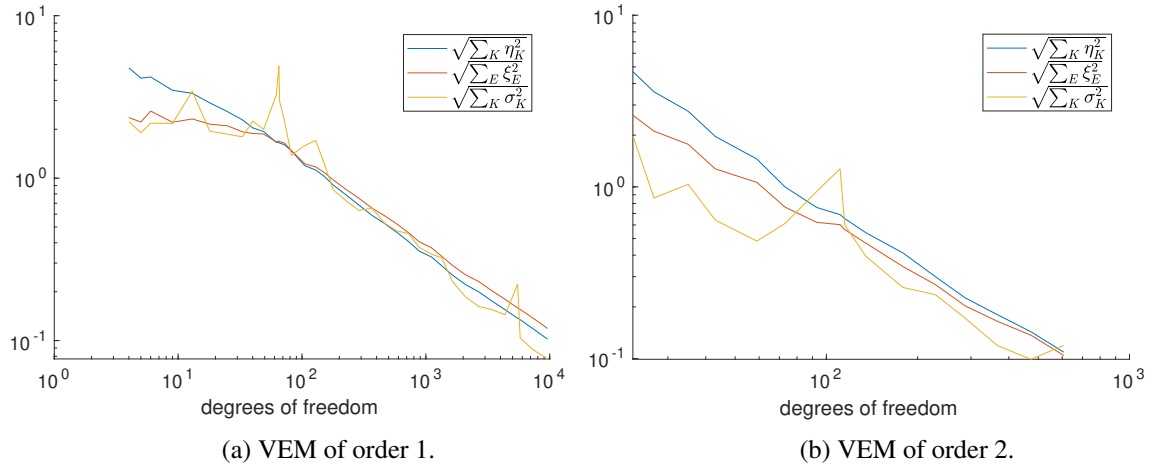 10^1
10^0
10^-1
10^0 10^1 10^2 10^3 10^4
degrees of freedom
√∑_K η_K^2
√∑_E ξ_E^2
√∑_K σ_K^2
(a) VEM of order 1.
10^1
10^0
10^-1
10^2 10^3
degrees of freedom
√∑_K η_K^2
√∑_E ξ_E^2
√∑_K σ_K^2
(b) VEM of order 2.